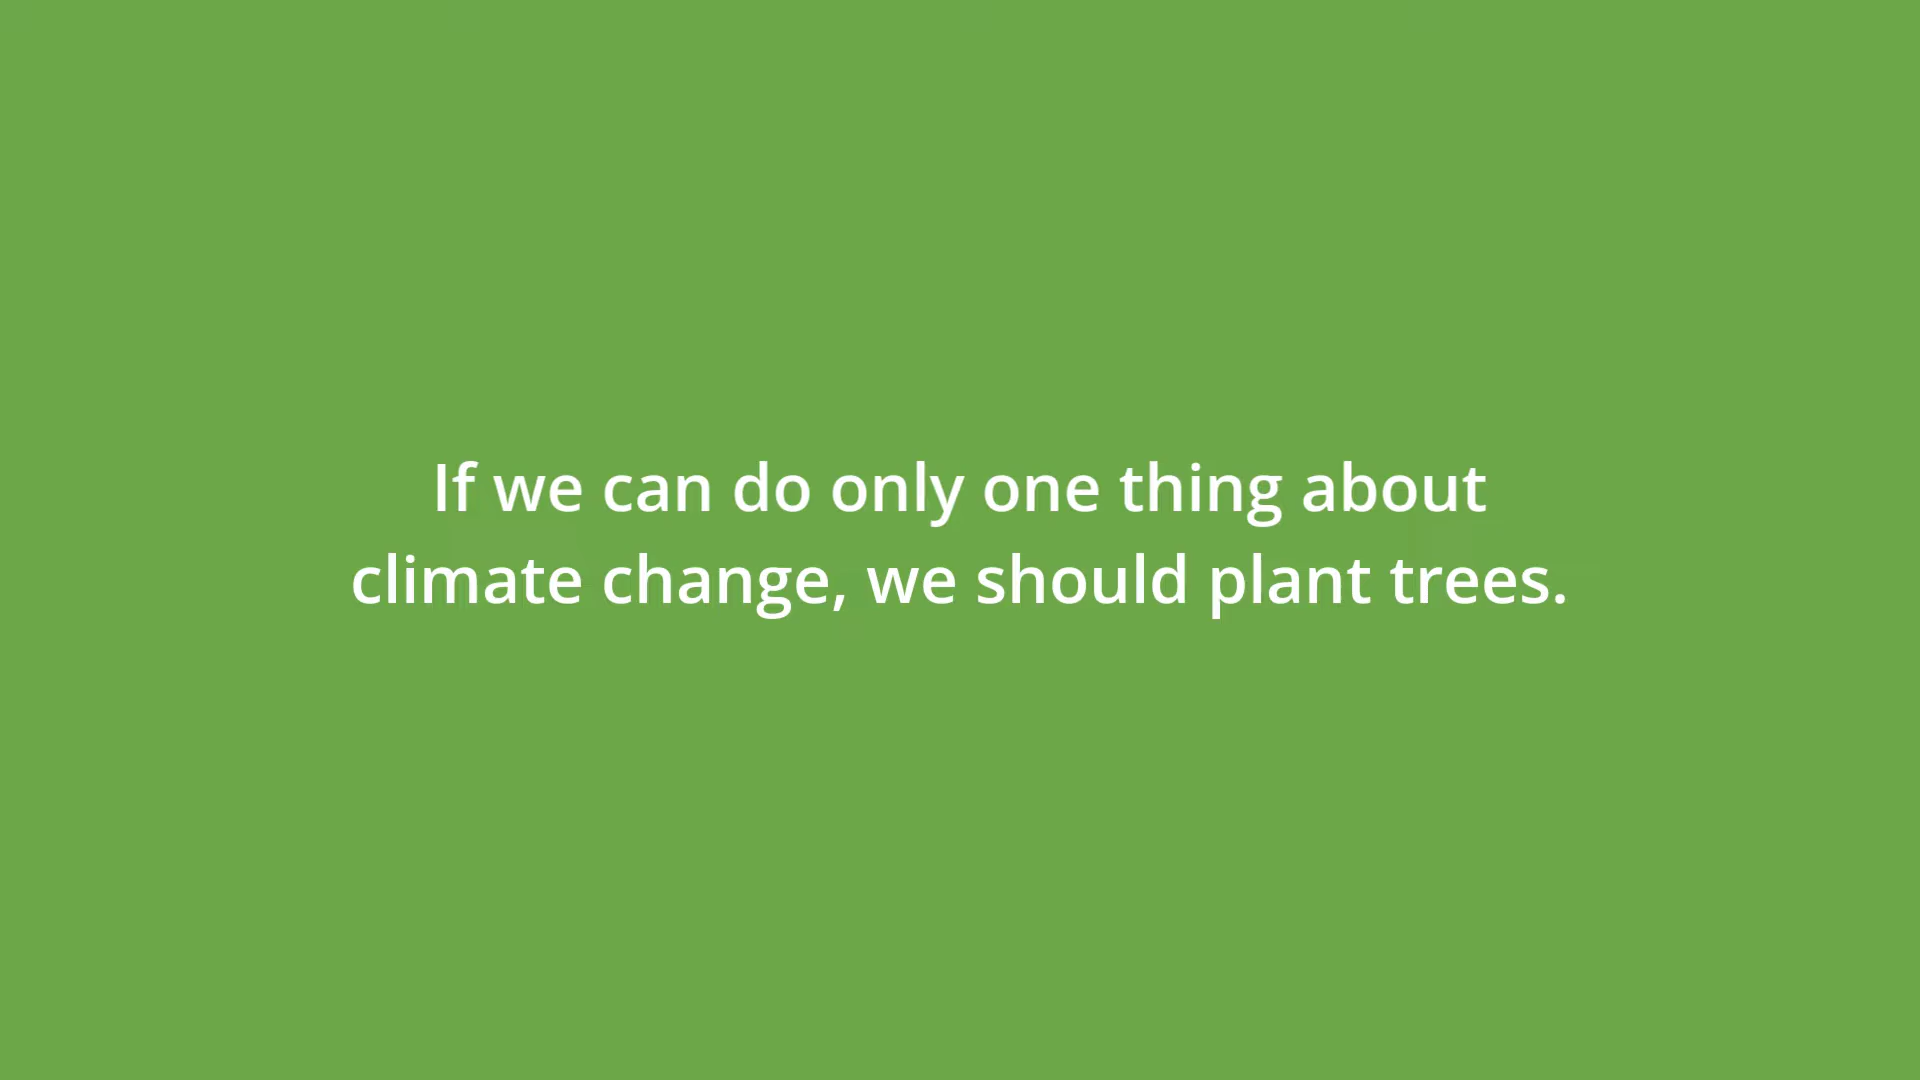 If we can do only one thing about
climate change, we should plant trees.